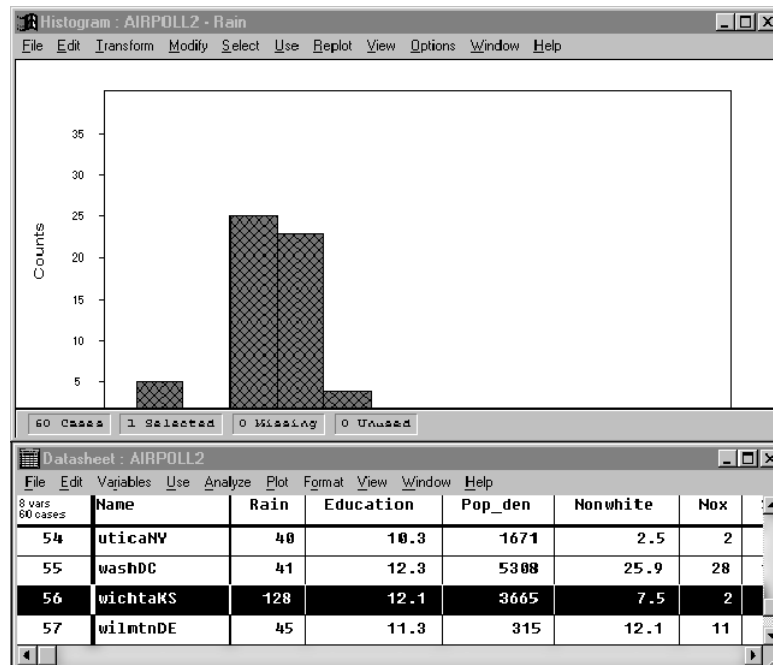 Histogram : AIRPOLL2 - Rain
File Edit Transform Modify Select Use Replot View Options Window Help
35
30
25
20
15
10
5
Counts
60 Cases 1 Selected 0 Missing 0 Unused
Datasheet : AIRPOLL2
File Edit Variables Use Analyze Plot Format View Window Help
8 vars
60 cases
Name Rain Education Pop_den Nonwhite Nox
54 uticaNY 40 10.3 1671 2.5 2
55 washDC 41 12.3 5308 25.9 28
56 wichtaKS 128 12.1 3665 7.5 2
57 wilmtnDE 45 11.3 315 12.1 11